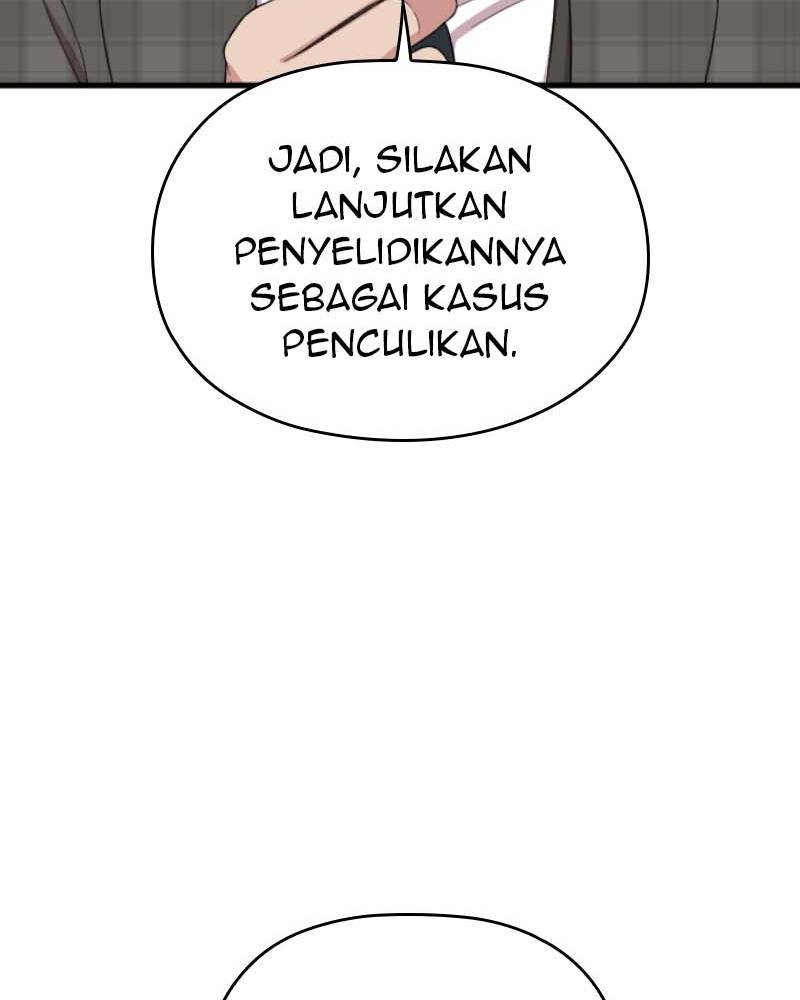 JADI, SILAKAN
LANJUTKAN
PENYELIDIKANNYA
SEBAGAI KASUS
PENCULIKAN.